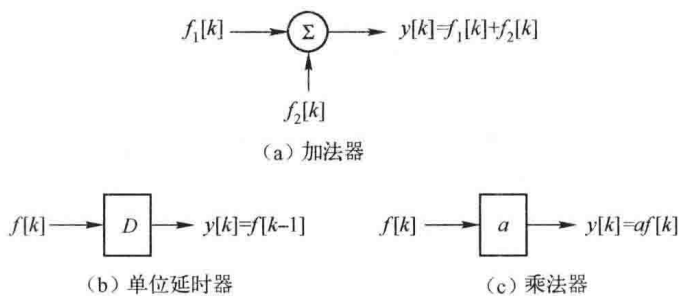 f₁[k] Σ y[k]=f₁[k]+f₂[k]
f₂[k]
(a) 加法器
f[k] D y[k]=f[k-1] f[k] a y[k]=af[k]
(b) 单位延时器 (c) 乘法器